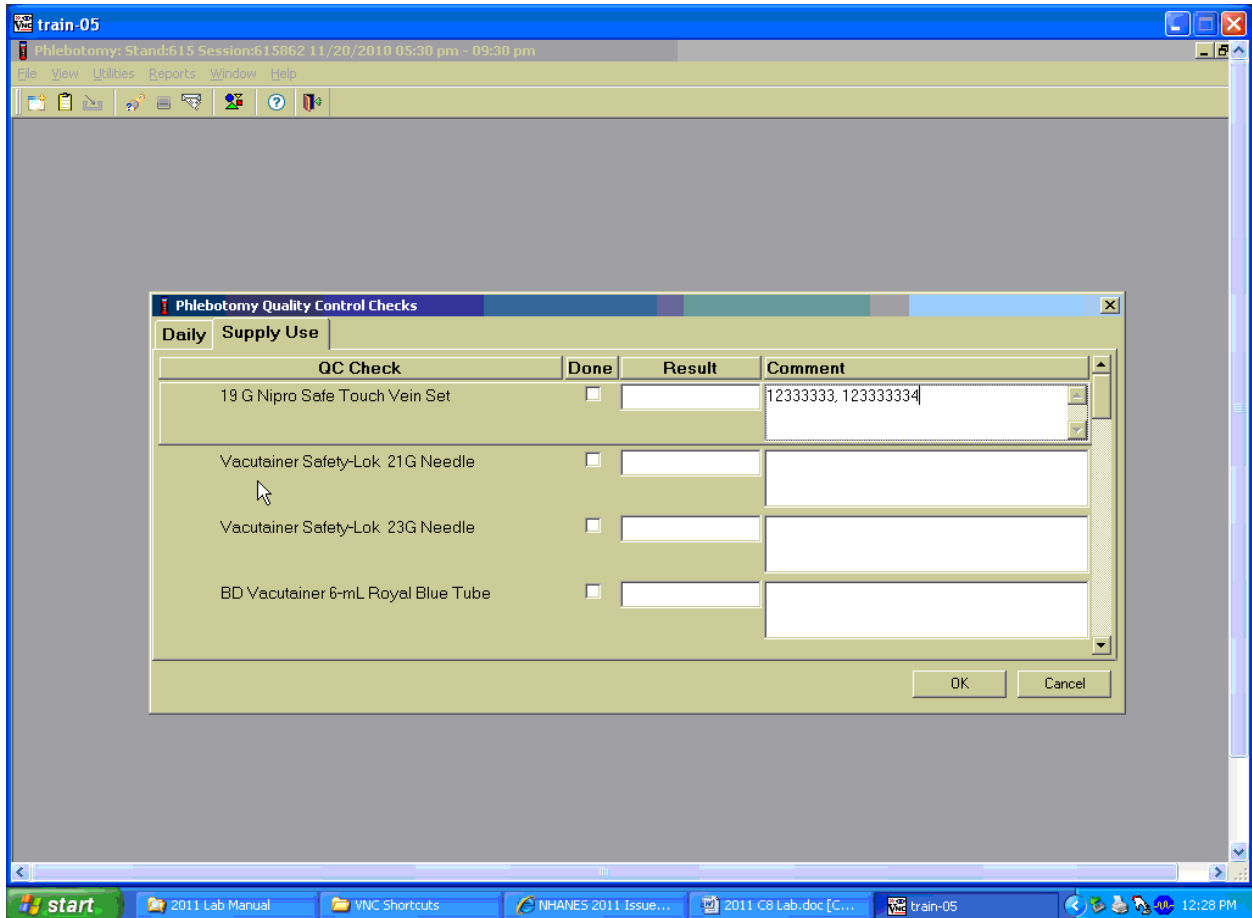 train-05
Phlebotomy: Stand:615 Session:615862 11/20/2010 05:30 pm - 09:30 pm
File View Utilities Reports Window Help
Phlebotomy Quality Control Checks
Daily Supply Use
QC Check Done Result Comment
19 G Nipro Safe Touch Vein Set 12333333, 123333334
Vacutainer Safety-Lok 21G Needle
Vacutainer Safety-Lok 23G Needle
BD Vacutainer 6-mL Royal Blue Tube
OK Cancel
start 2011 Lab Manual VNC Shortcuts NHANES 2011 Issue... 2011 C8 Lab.doc [C... train-05 12:28 PM